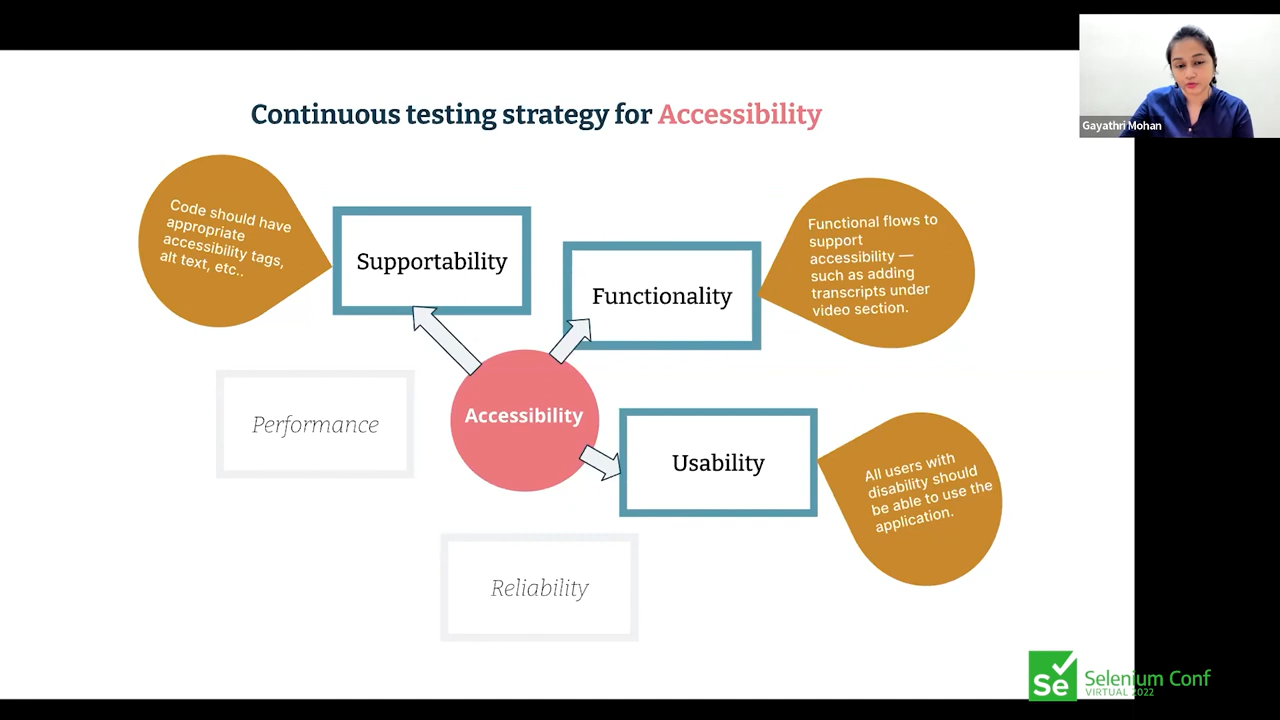 Gayathri Mohan
Continuous testing strategy for Accessibility
Code should have
appropriate
accessibility tags,
alt text, etc..
Supportability
Functionality
Functional flows to
support
accessibility —
such as adding
transcripts under
video section.
Performance
Accessibility
Usability
All users with
disability should
be able to use the
application.
Reliability
Se
Selenium Conf
VIRTUAL 2022